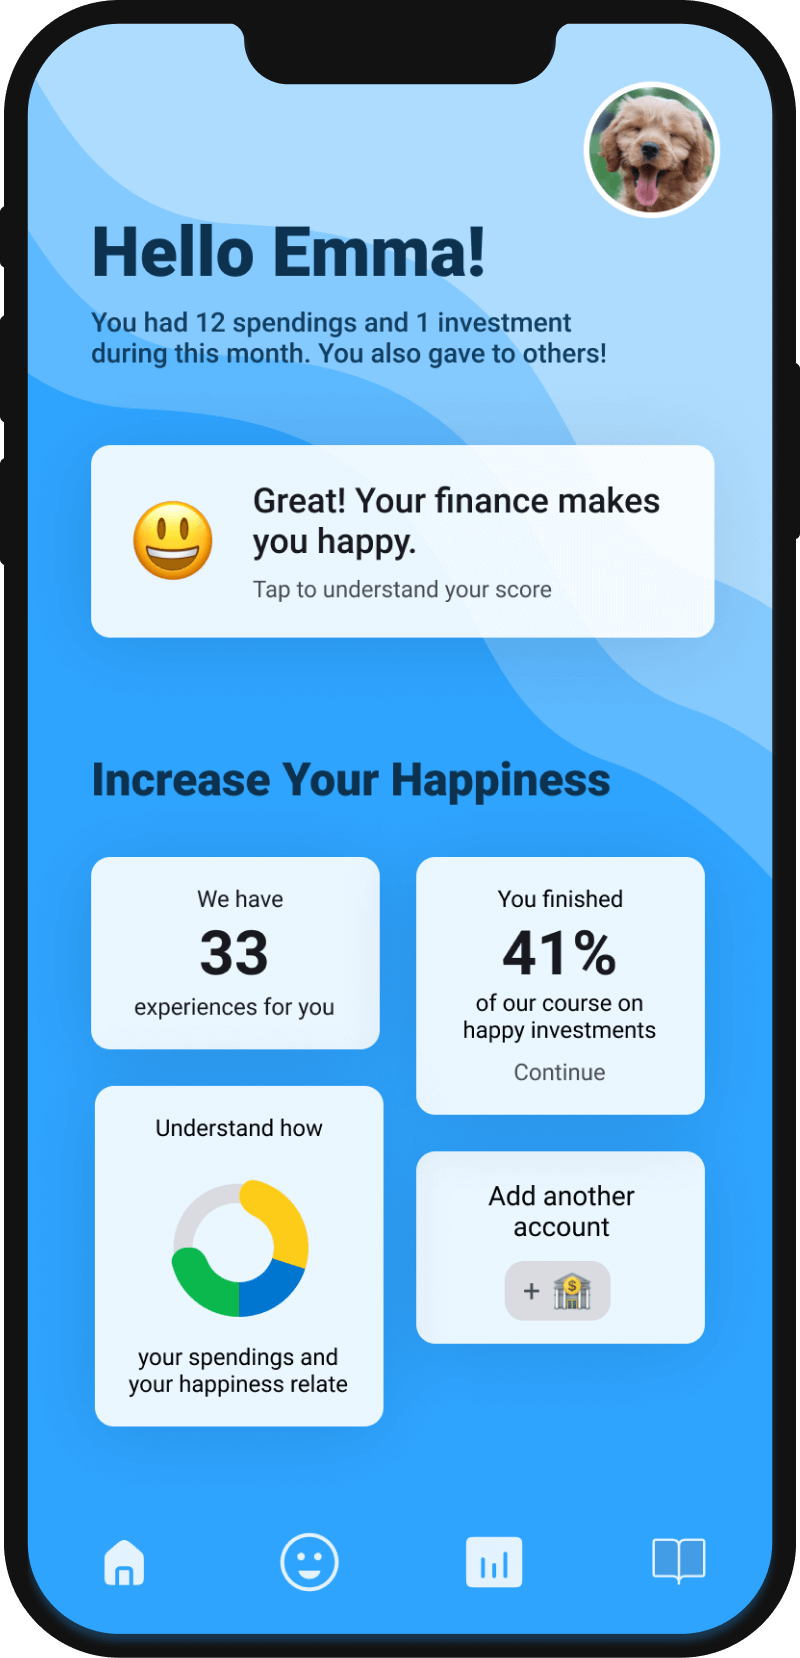 Hello Emma!
You had 12 spendings and 1 investment
during this month. You also gave to others!
Great! Your finance makes
you happy.
Tap to understand your score
Increase Your Happiness
We have
33
experiences for you
You finished
41%
of our course on
happy investments
Continue
Understand how
your spendings and
your happiness relate
Add another
account
+
$